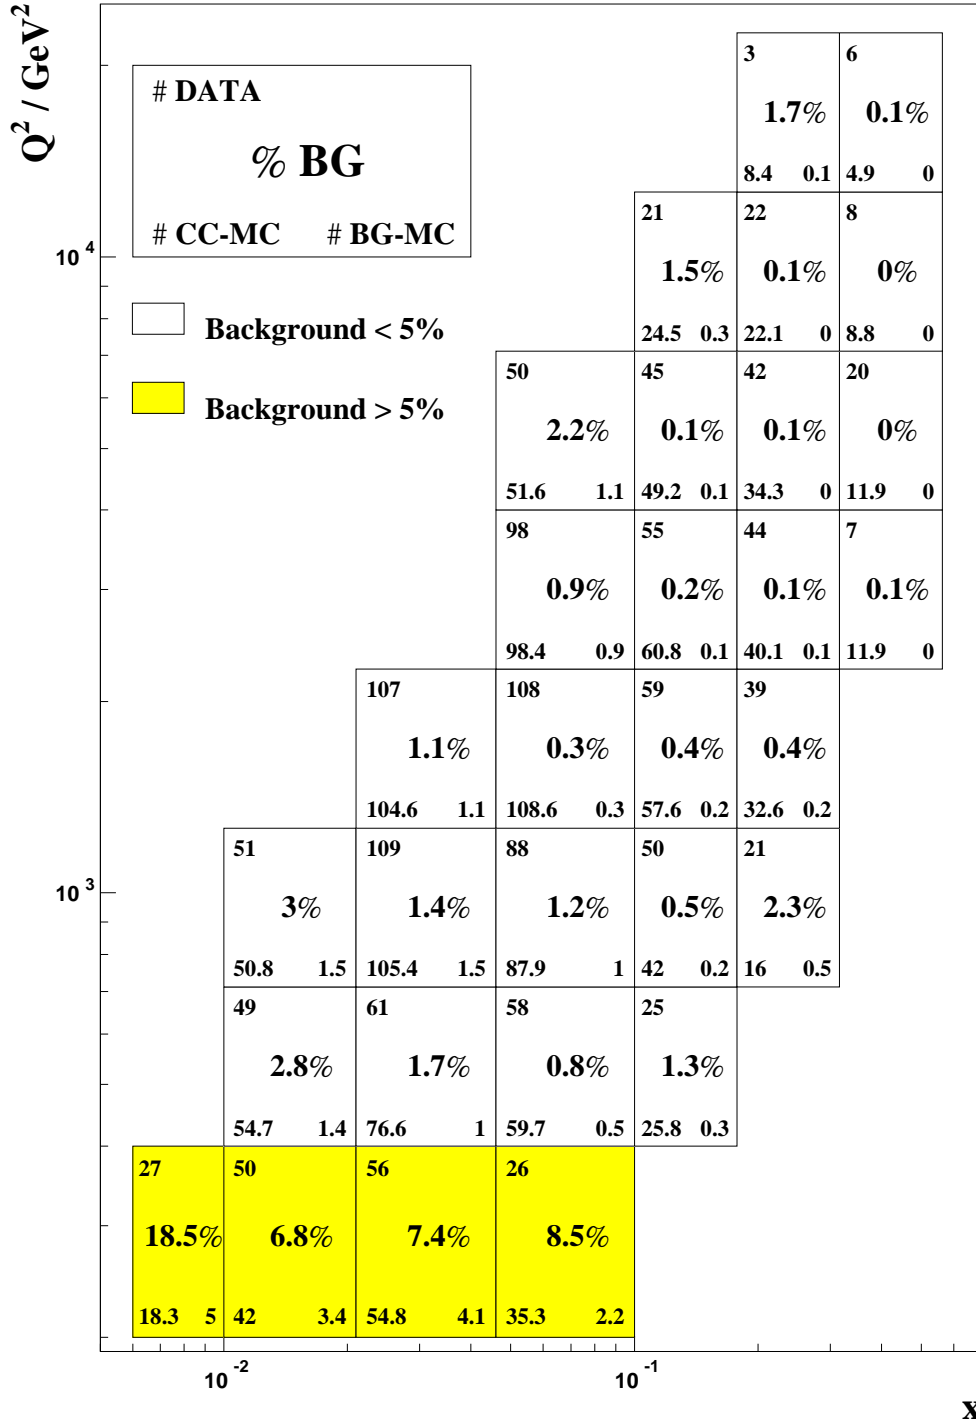 Q² / GeV²
# DATA
% BG
# CC-MC # BG-MC
Background < 5%
Background > 5%
3 6
1.7% 0.1%
8.4 0.1 4.9 0
21 22 8
10⁴
1.5% 0.1% 0%
24.5 0.3 22.1 0 8.8 0
50 45 42 20
2.2% 0.1% 0.1% 0%
51.6 1.1 49.2 0.1 34.3 0 11.9 0
98 55 44 7
0.9% 0.2% 0.1% 0.1%
98.4 0.9 60.8 0.1 40.1 0.1 11.9 0
107 108 59 39
1.1% 0.3% 0.4% 0.4%
104.6 1.1 108.6 0.3 57.6 0.2 32.6 0.2
51 109 88 50 21
10³
3% 1.4% 1.2% 0.5% 2.3%
50.8 1.5 105.4 1.5 87.9 1 42 0.2 16 0.5
49 61 58 25
2.8% 1.7% 0.8% 1.3%
54.7 1.4 76.6 1 59.7 0.5 25.8 0.3
27 50 56 26
18.5% 6.8% 7.4% 8.5%
18.3 5 42 3.4 54.8 4.1 35.3 2.2
10⁻² 10⁻¹
x